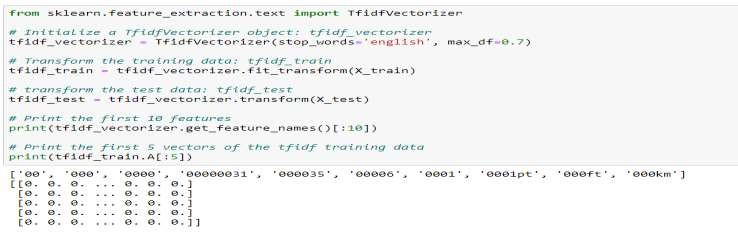 from sklearn.feature_extraction.text import TfidfVectorizer
# Initialize a TfidfVectorizer object: tfidf_vectorizer
tfidf_vectorizer = TfidfVectorizer(stop_words='english', max_df=0.7)
# Transform the training data: tfidf_train
tfidf_train = tfidf_vectorizer.fit_transform(X_train)
# transform the test data: tfidf_test
tfidf_test = tfidf_vectorizer.transform(X_test)
# Print the first 10 features
print(tfidf_vectorizer.get_feature_names()[:10])
# Print the first 5 vectors of the tfidf training data
print(tfidf_train.A[:5])
['00', '000', '0000', '00000031', '000035', '00006', '0001', '0001pt', '000ft', '000km']
[[0. 0. 0. ... 0. 0. 0.]
[0. 0. 0. ... 0. 0. 0.]
[0. 0. 0. ... 0. 0. 0.]
[0. 0. 0. ... 0. 0. 0.]
[0. 0. 0. ... 0. 0. 0.]]